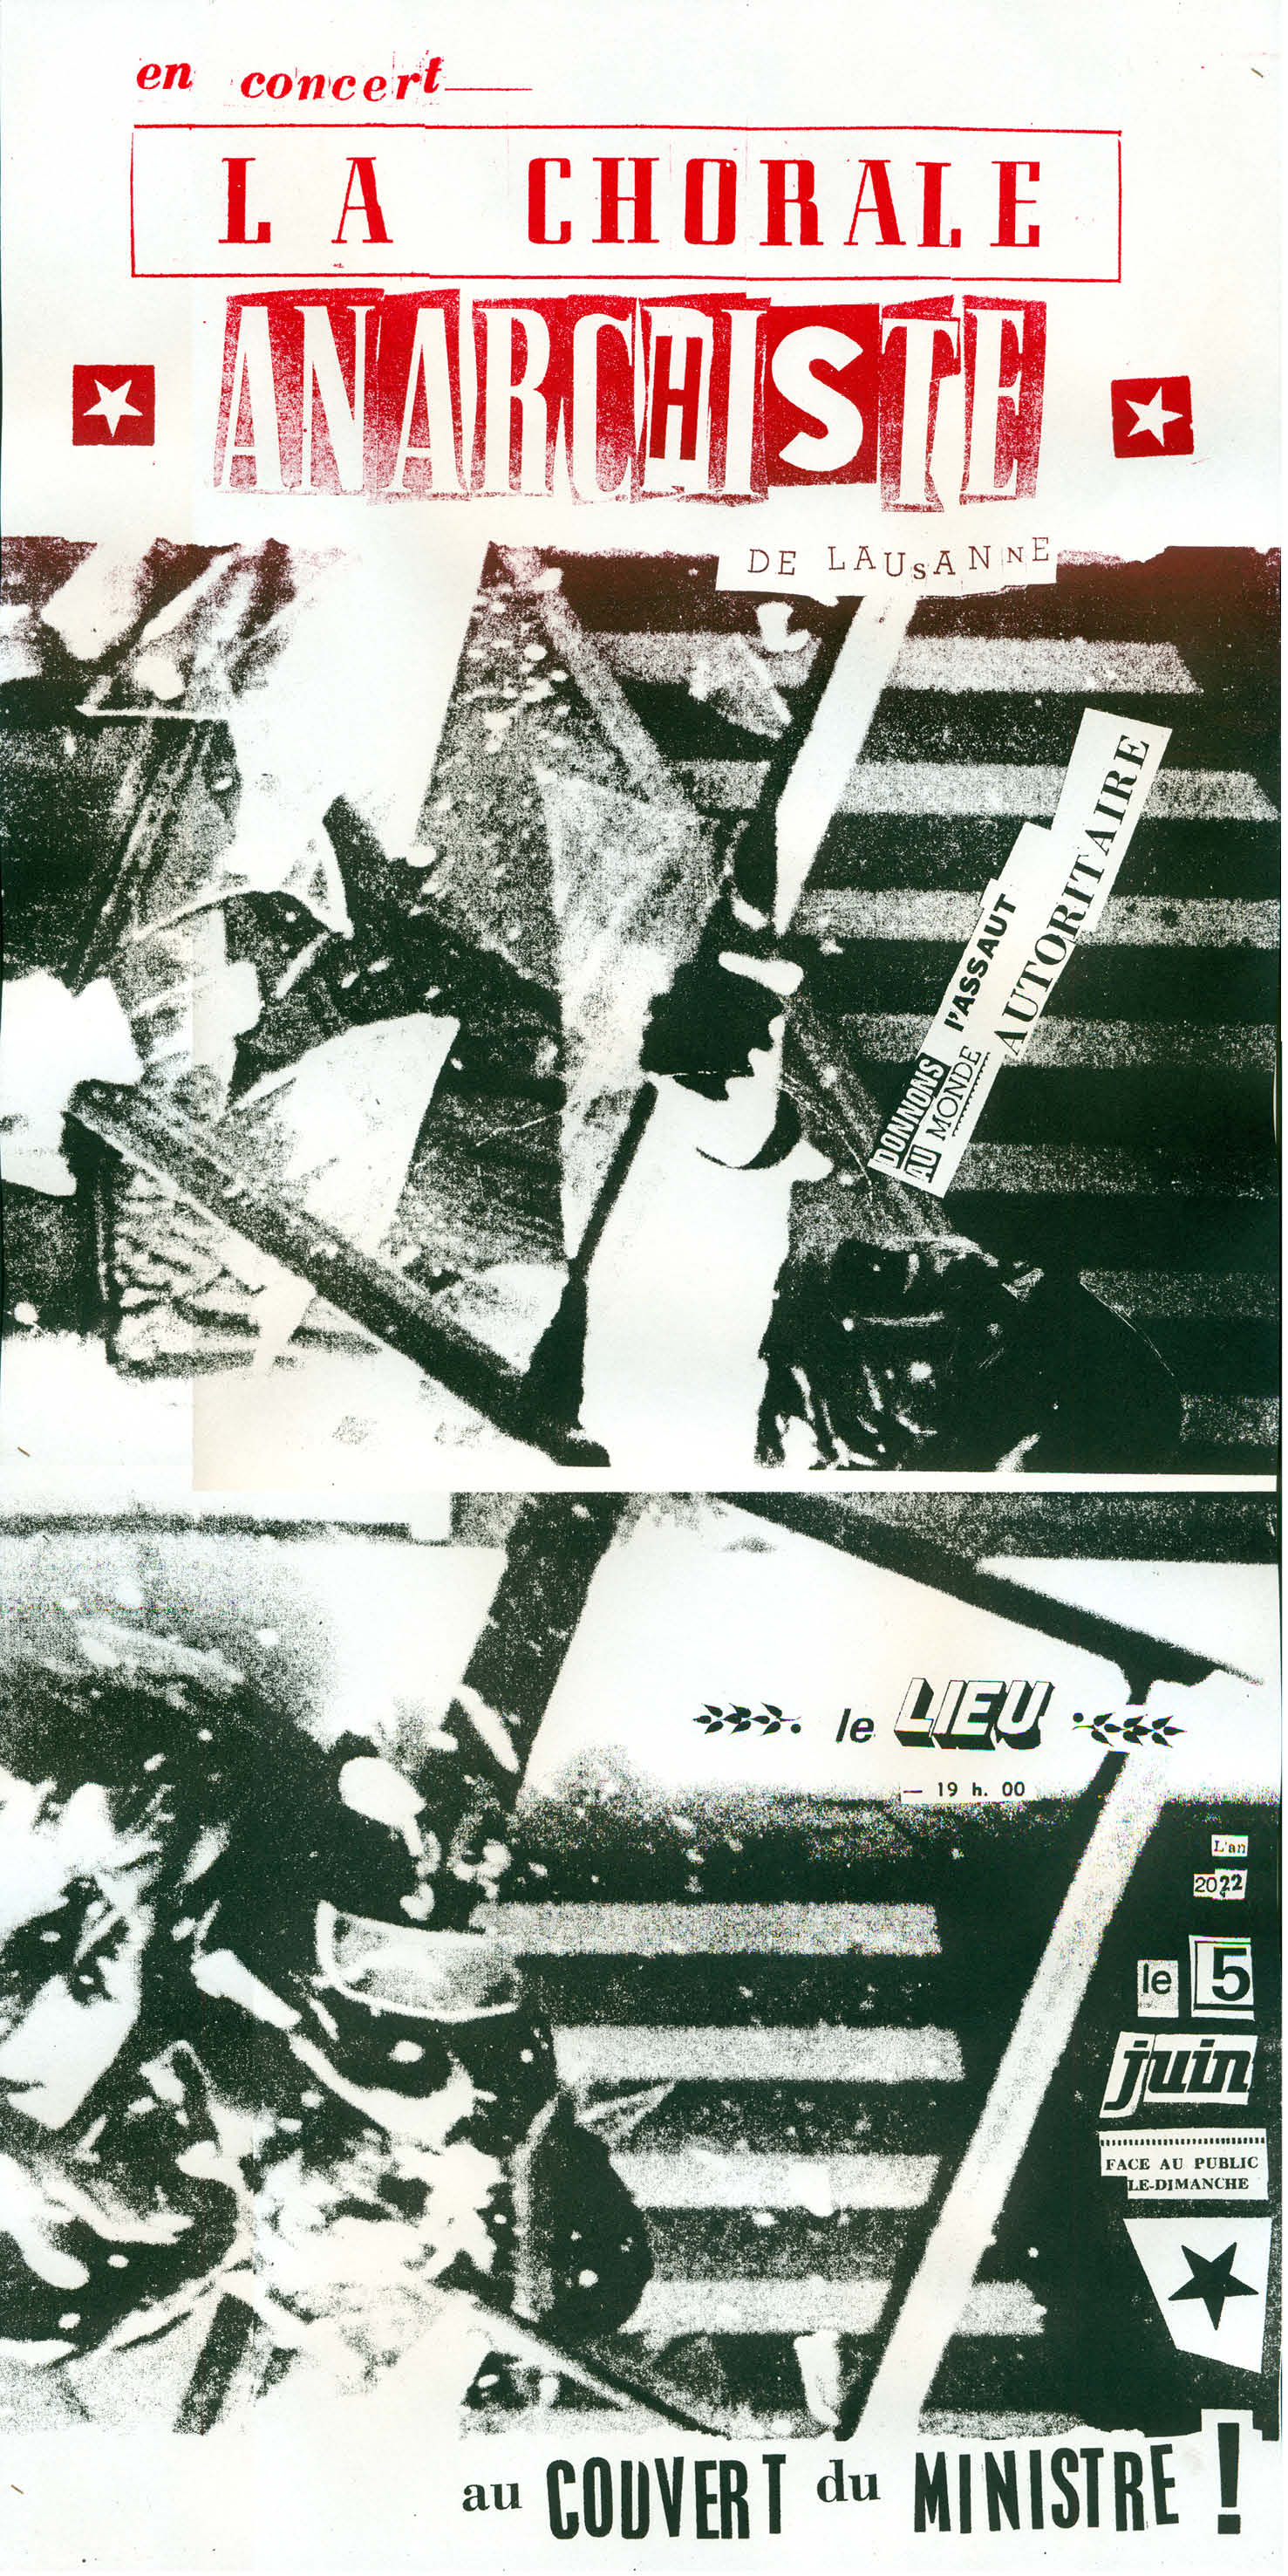 en concert
LA CHORALE
ANARCHISTE
DE LAUSANNE
DONNONS l'ASSAUT
AU MONDE AUTORITAIRE
le LIEU
— 19 h. 00
L'an
2022
le 5
juin
FACE AU PUBLIC
LE-DIMANCHE
au COUVERT du MINISTRE !